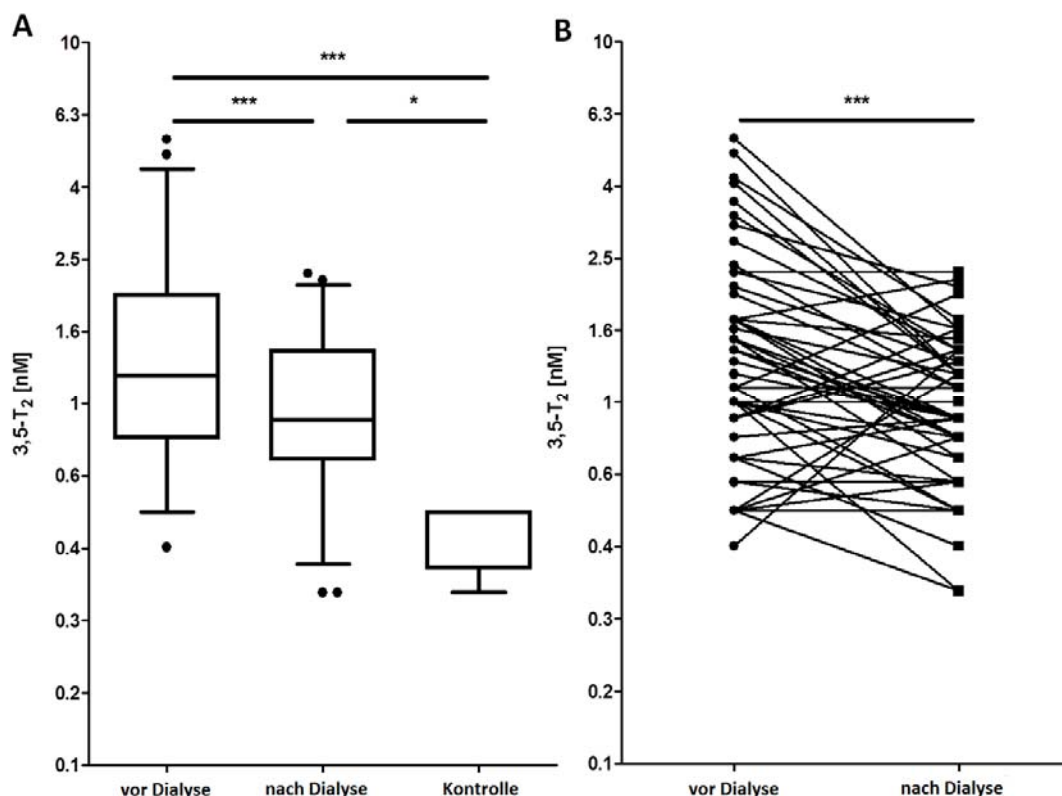 A
***
***
*
3,5-T2 [nM]
10
6.3
4
2.5
1.6
1
0.6
0.4
0.3
0.2
0.1
vor Dialyse
nach Dialyse
Kontrolle
B
***
3,5-T2 [nM]
10
6.3
4
2.5
1.6
1
0.6
0.4
0.3
0.2
0.1
vor Dialyse
nach Dialyse